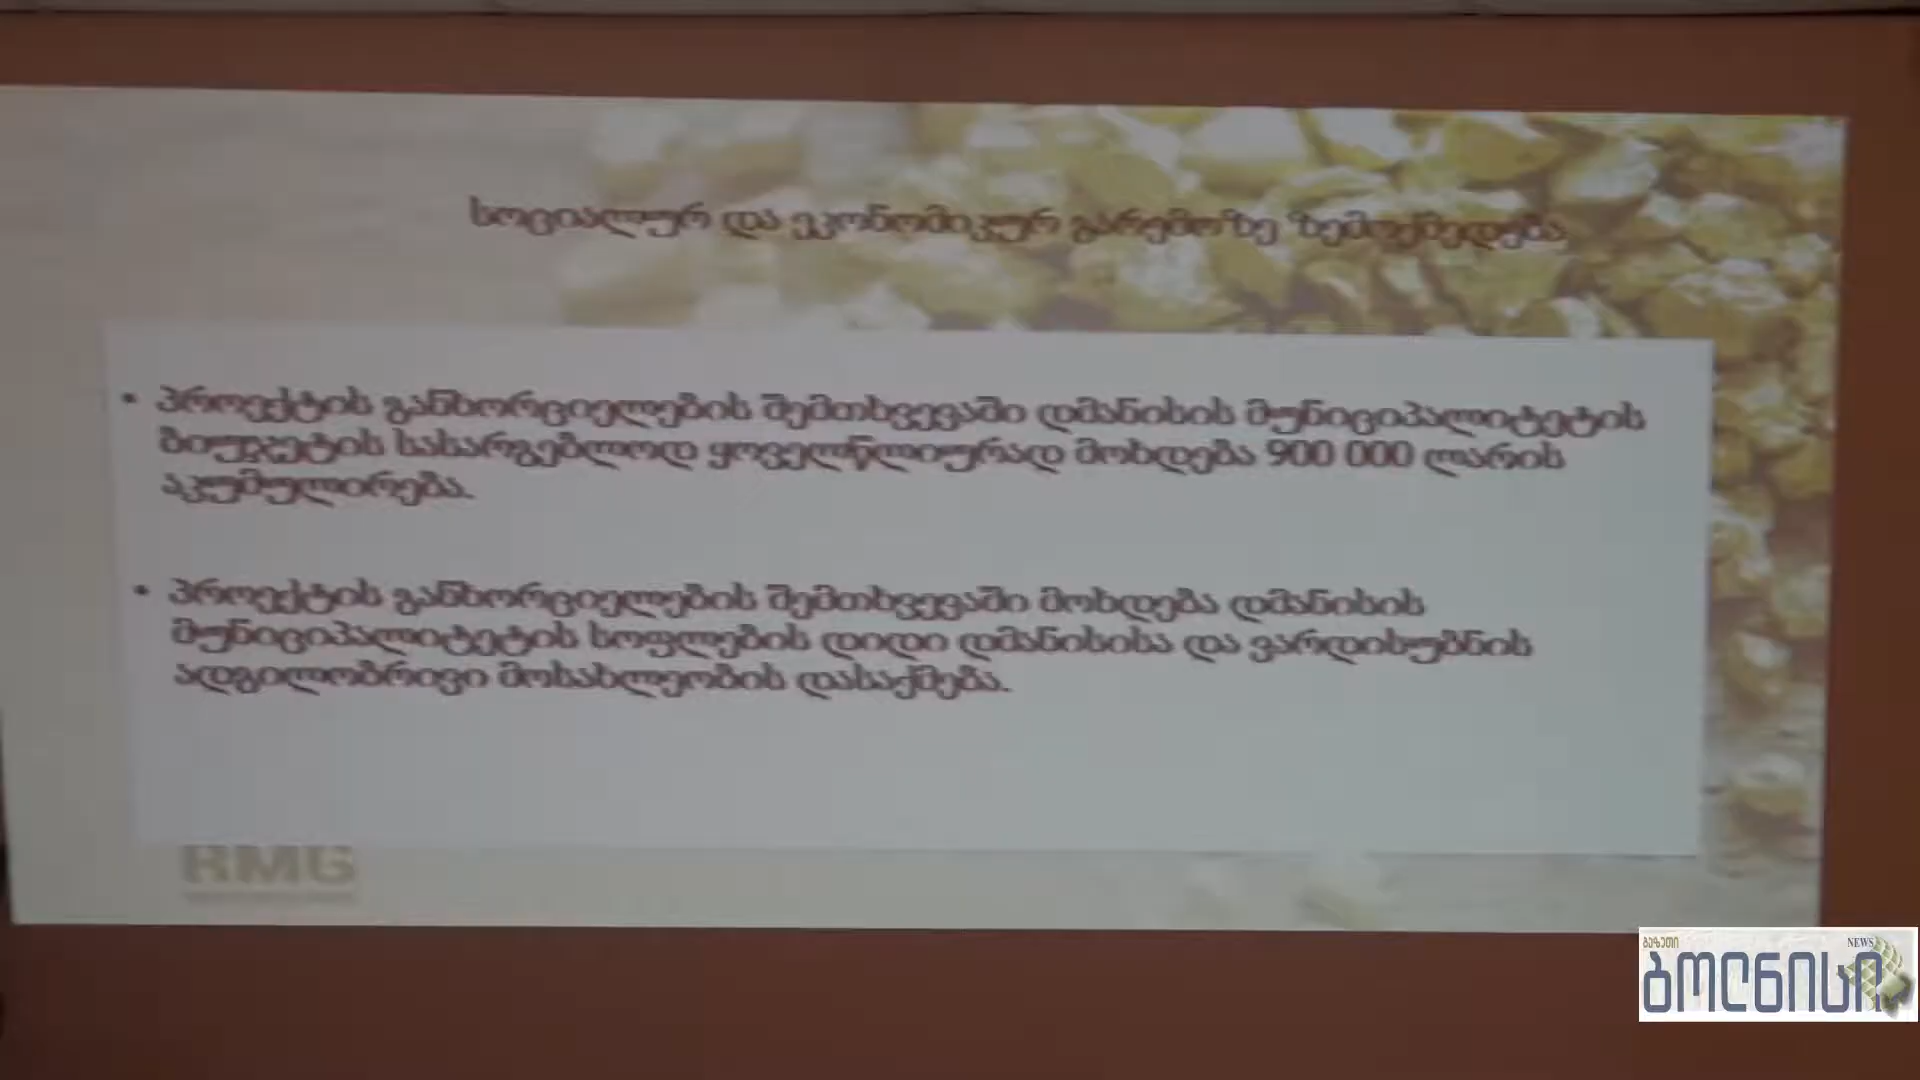 სოციალურ და ეკონომიკურ გარემოზე ზემოქმედება
• პროექტის განხორციელების შემთხვევაში დმანისის მუნიციპალიტეტის
ბიუჯეტის სასარგებლოდ ყოველწლიურად მოხდება 900 000 ლარის
აკუმულირება.
• პროექტის განხორციელების შემთხვევაში მოხდება დმანისის
მუნიციპალიტეტის სოფლების დიდი დმანისისა და ვარდისუბნის
ადგილობრივი მოსახლეობის დასაქმება.
RMG
გაზეთი
NEWS
ბოლნისი